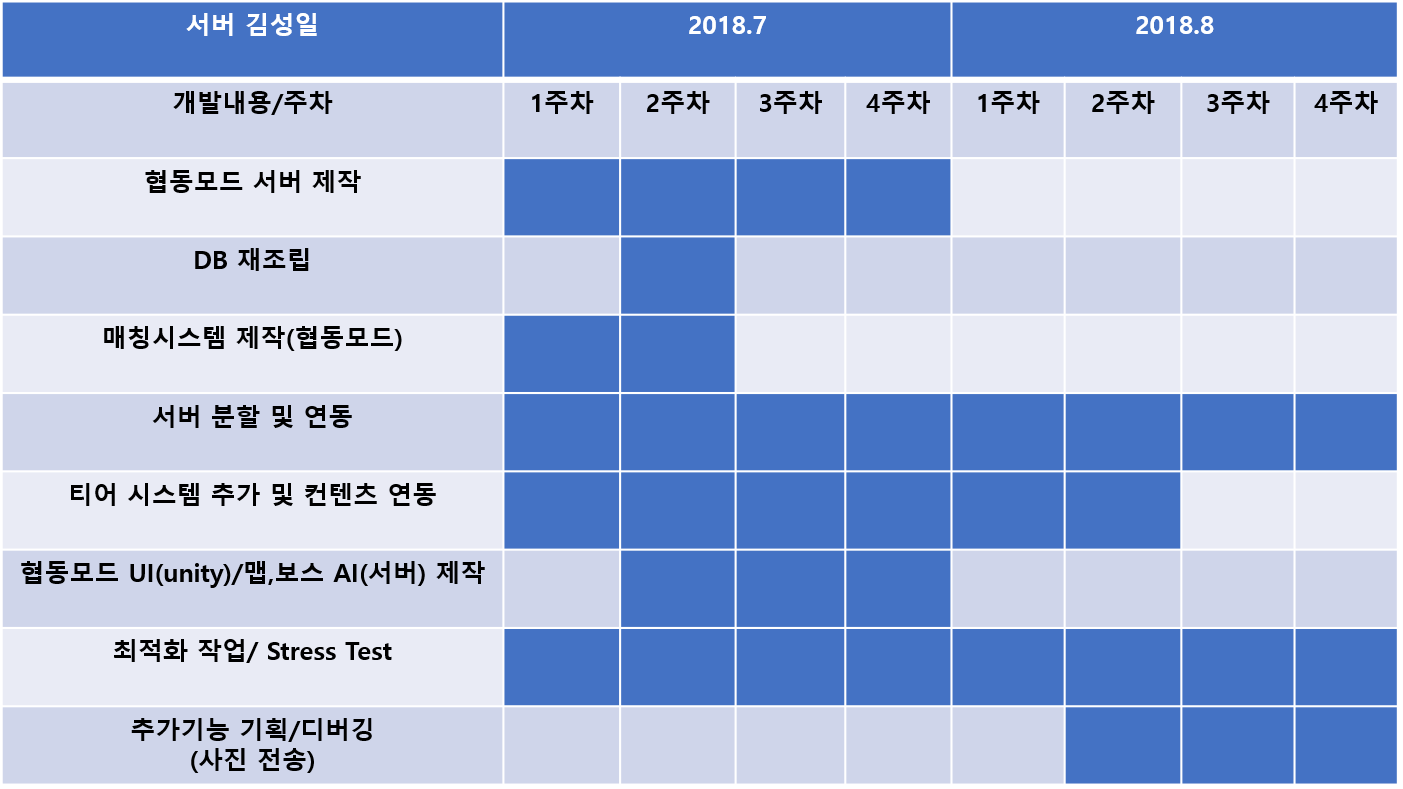 서버 김성일 2018.7 2018.8
개발내용/주차 1주차 2주차 3주차 4주차 1주차 2주차 3주차 4주차
협동모드 서버 제작
DB 재조립
매칭시스템 제작(협동모드)
서버 분할 및 연동
티어 시스템 추가 및 컨텐츠 연동
협동모드 UI(unity)/맵,보스 AI(서버) 제작
최적화 작업/ Stress Test
추가기능 기획/디버깅
(사진 전송)